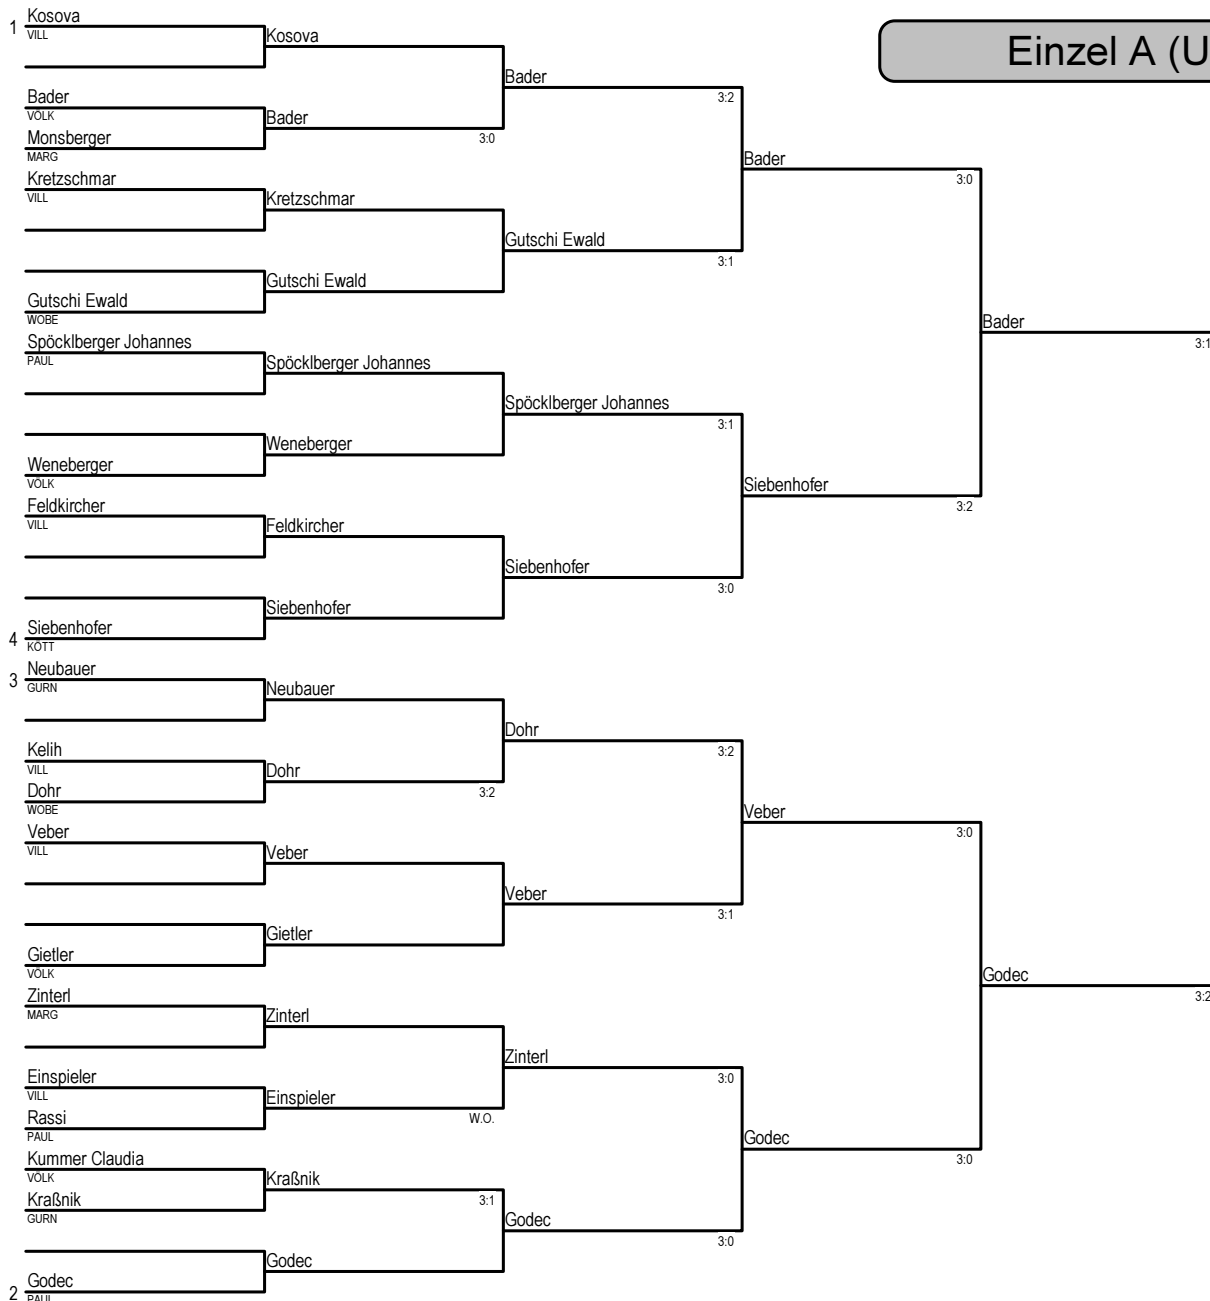 Einzel A (U
1
Kosova
VILL
Bader
VÖLK
Monsberger
MARG
Kretzschmar
VILL
Gutschi Ewald
WOBE
Spöcklberger Johannes
PAUL
Weneberger
VÖLK
Feldkircher
VILL
4
Siebenhofer
KÖTT
3
Neubauer
GURN
Kelih
VILL
Dohr
WOBE
Veber
VILL
Gietler
VÖLK
Zinterl
MARG
Einspieler
VILL
Rassi
PAUL
Kummer Claudia
VÖLK
Kraßnik
GURN
2
Godec
PAUL
Kosova
Bader
3:0
Kretzschmar
Gutschi Ewald
Spöcklberger Johannes
Weneberger
Feldkircher
Siebenhofer
Neubauer
Dohr
3:2
Veber
Gietler
Zinterl
Einspieler
W.O.
Kraßnik
3:1
Godec
Bader
3:2
Gutschi Ewald
3:1
Spöcklberger Johannes
3:1
Siebenhofer
3:0
Dohr
3:2
Veber
3:1
Zinterl
3:0
Godec
3:0
Bader
3:0
Siebenhofer
3:2
Veber
3:0
Godec
3:0
Bader
3:1
Godec
3:2